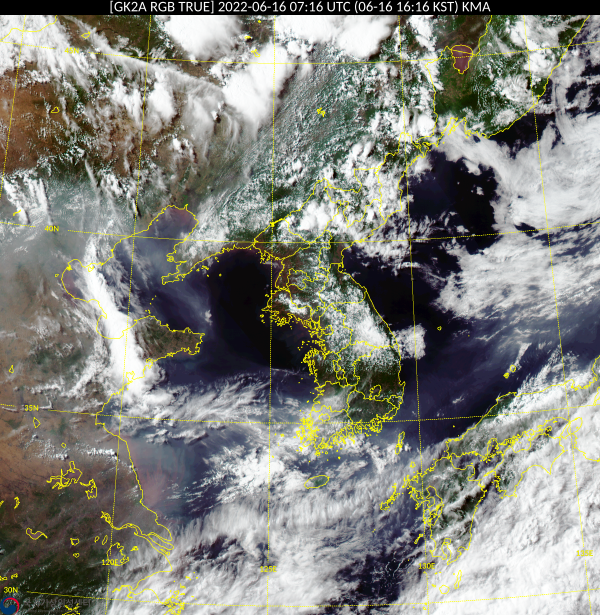 [GK2A RGB TRUE] 2022-06-16 07:16 UTC (06-16 16:16 KST) KMA
40N
35N
120E
125E
130E
30N